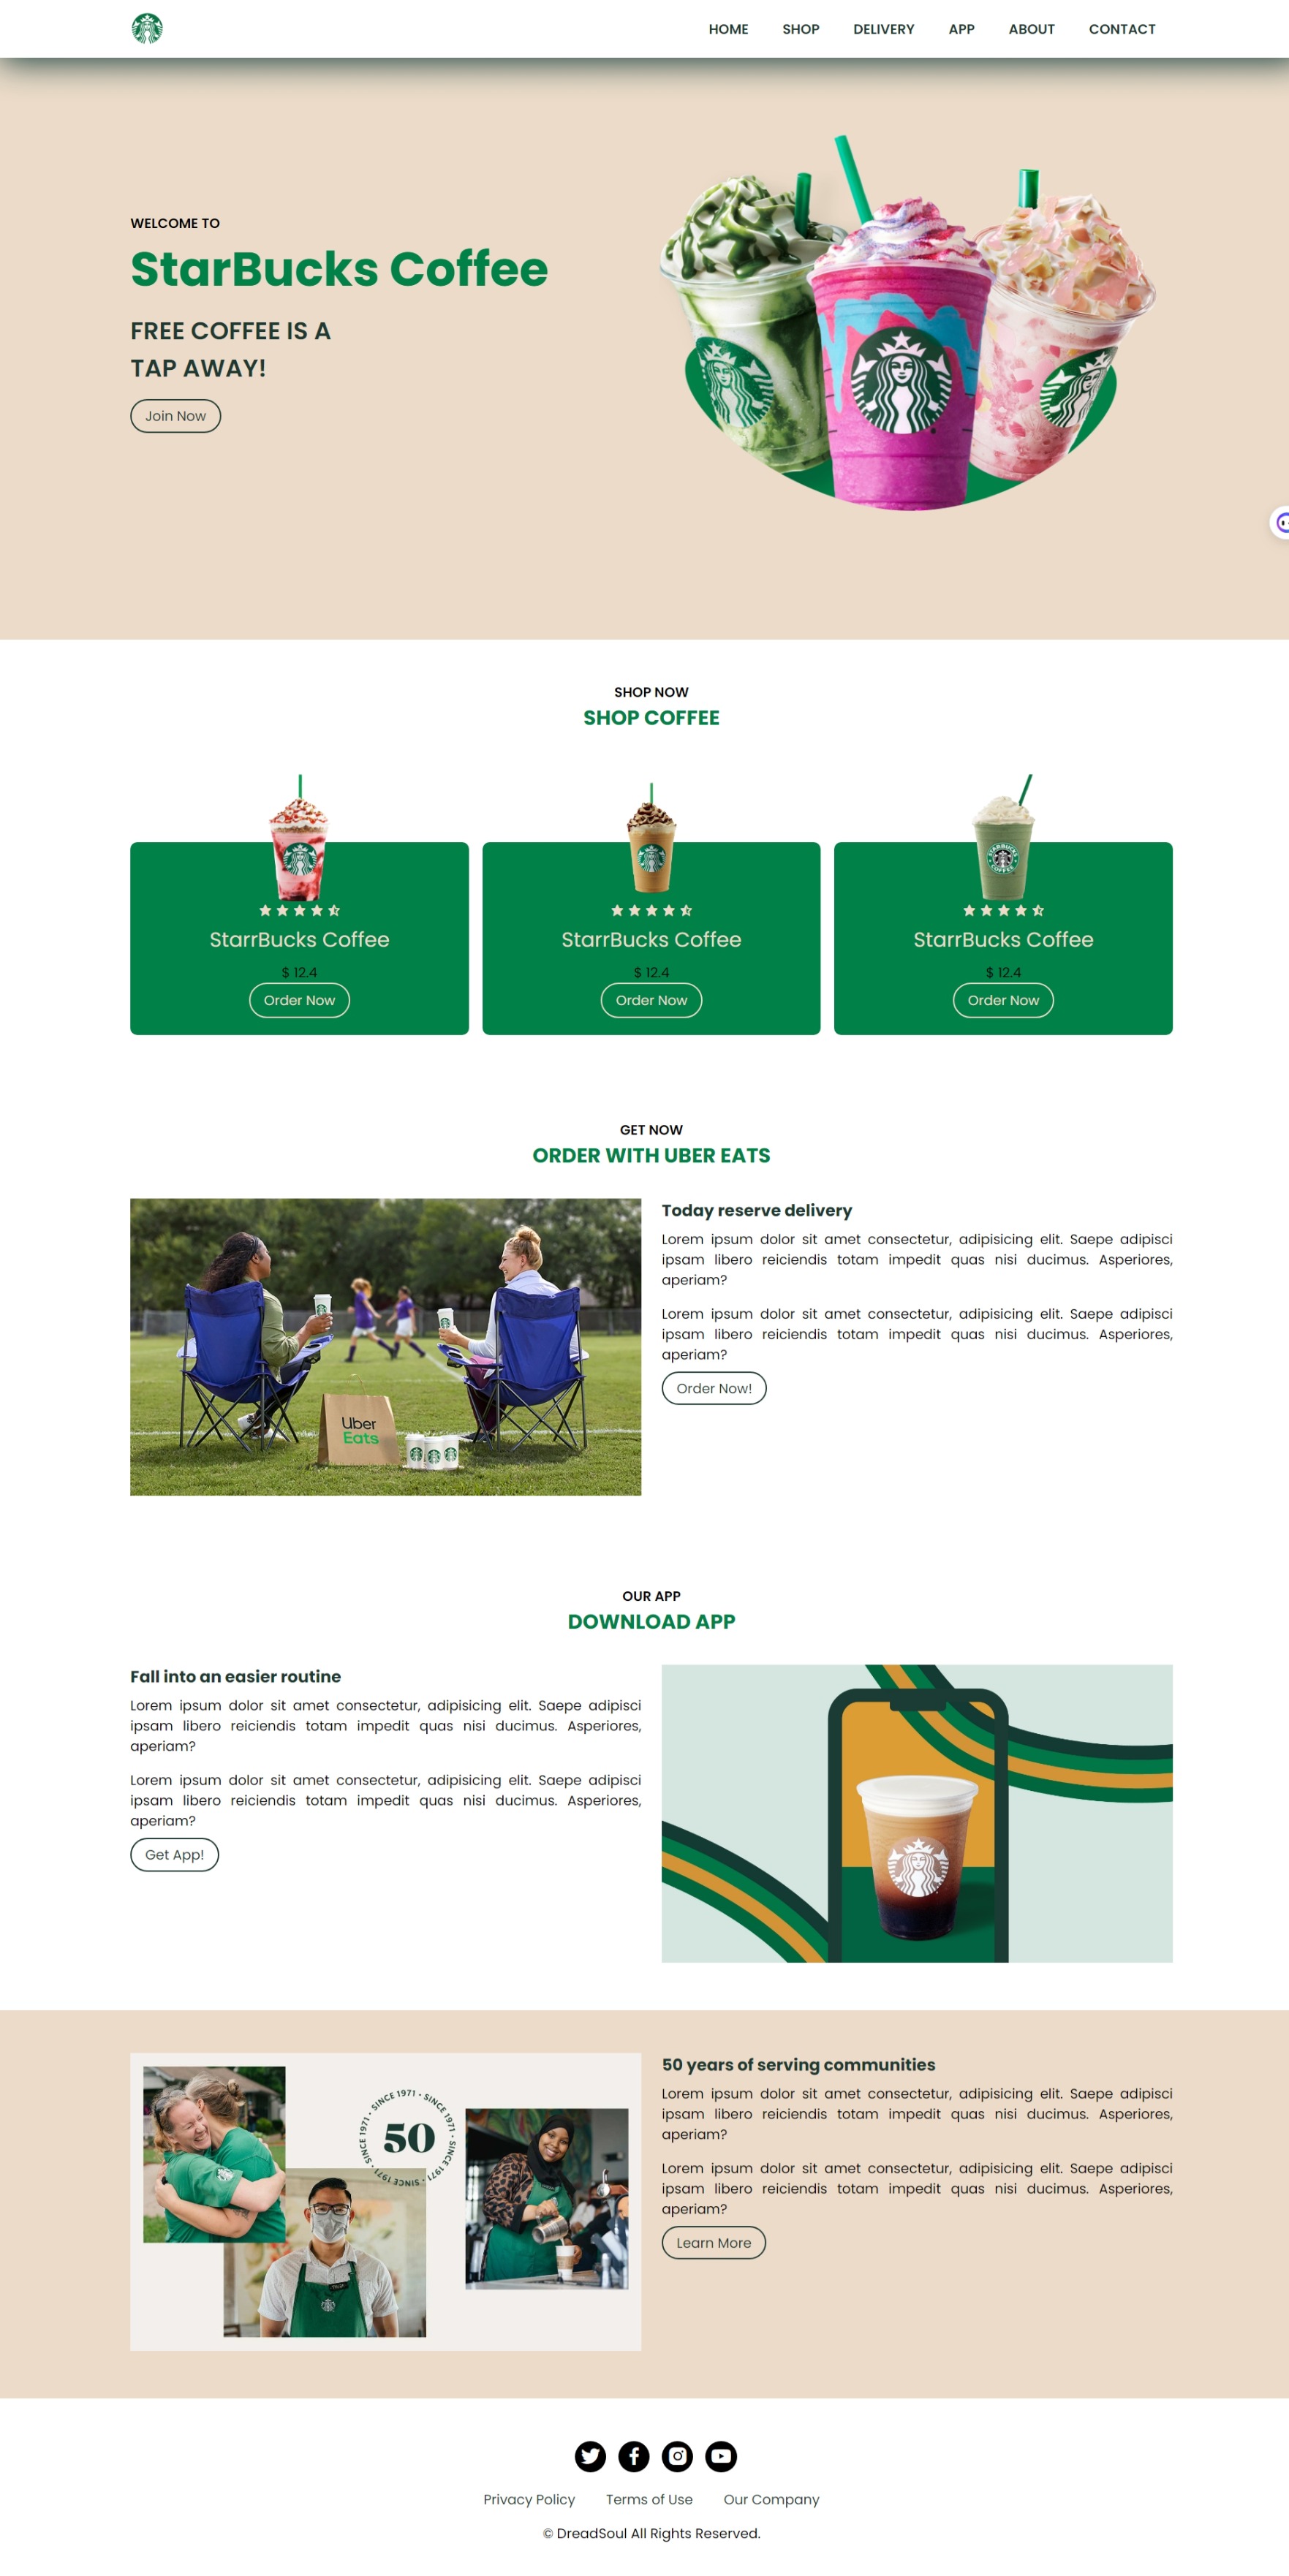 HOME SHOP DELIVERY APP ABOUT CONTACT
WELCOME TO
StarBucks Coffee
FREE COFFEE IS A
TAP AWAY!
Join Now
SHOP NOW
SHOP COFFEE
StarrBucks Coffee
$ 12.4
Order Now
StarrBucks Coffee
$ 12.4
Order Now
STARBUCKS
COFFEE
StarrBucks Coffee
$ 12.4
Order Now
GET NOW
ORDER WITH UBER EATS
Uber
Eats
Today reserve delivery
Lorem ipsum dolor sit amet consectetur, adipisicing elit. Saepe adipisci
ipsam libero reiciendis totam impedit quas nisi ducimus. Asperiores,
aperiam?
Lorem ipsum dolor sit amet consectetur, adipisicing elit. Saepe adipisci
ipsam libero reiciendis totam impedit quas nisi ducimus. Asperiores,
aperiam?
Order Now!
OUR APP
DOWNLOAD APP
Fall into an easier routine
Lorem ipsum dolor sit amet consectetur, adipisicing elit. Saepe adipisci
ipsam libero reiciendis totam impedit quas nisi ducimus. Asperiores,
aperiam?
Lorem ipsum dolor sit amet consectetur, adipisicing elit. Saepe adipisci
ipsam libero reiciendis totam impedit quas nisi ducimus. Asperiores,
aperiam?
Get App!
SINCE 1971 • SINCE 1971 • SINCE 1971 • SINCE 1971 •
50
50 years of serving communities
Lorem ipsum dolor sit amet consectetur, adipisicing elit. Saepe adipisci
ipsam libero reiciendis totam impedit quas nisi ducimus. Asperiores,
aperiam?
Lorem ipsum dolor sit amet consectetur, adipisicing elit. Saepe adipisci
ipsam libero reiciendis totam impedit quas nisi ducimus. Asperiores,
aperiam?
Learn More
Privacy Policy Terms of Use Our Company
© DreadSoul All Rights Reserved.